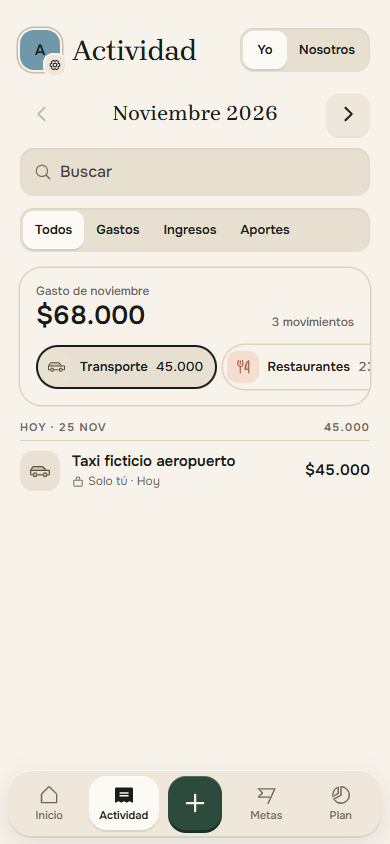 A
Actividad
Yo
Nosotros
Noviembre 2026
Buscar
Todos
Gastos
Ingresos
Aportes
Gasto de noviembre
$68.000
3 movimientos
Transporte 45.000
Restaurantes
HOY · 25 NOV
45.000
Taxi ficticio aeropuerto
$45.000
Solo tú · Hoy
Inicio
Actividad
Metas
Plan